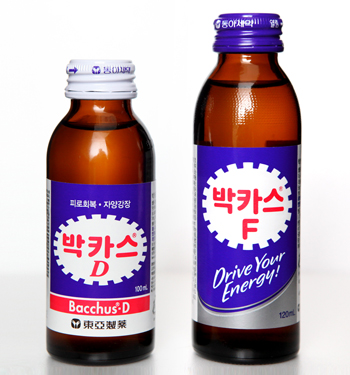 동아제약
피로회복 • 자양강장
박카스®
D
100mL
Bacchus®-D
東亞製薬
동아제약
박카스®
F
Drive Your
Energy!
120mL